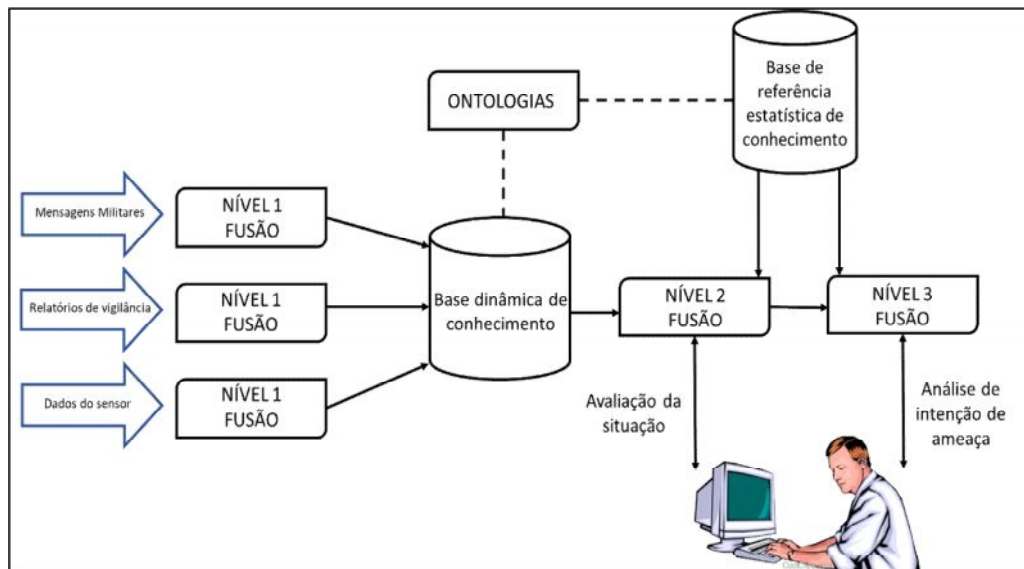 ONTOLOGIAS
Base de
referência
estatística de
conhecimento
Mensagens Militares
NÍVEL 1
FUSÃO
Relatórios de vigilância
NÍVEL 1
FUSÃO
Dados do sensor
NÍVEL 1
FUSÃO
Base dinâmica de
conhecimento
NÍVEL 2
FUSÃO
NÍVEL 3
FUSÃO
Avaliação da
situação
Análise de
intenção de
ameaça